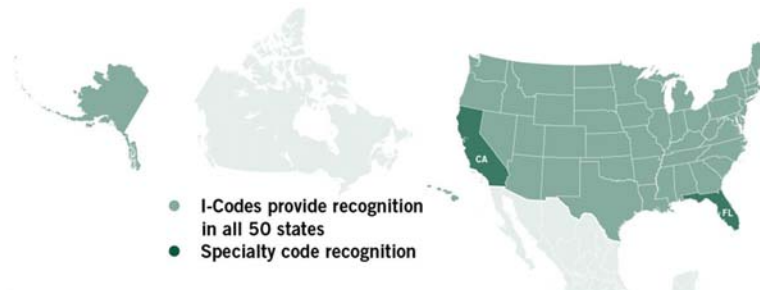 CA
FL
I-Codes provide recognition
in all 50 states
Specialty code recognition